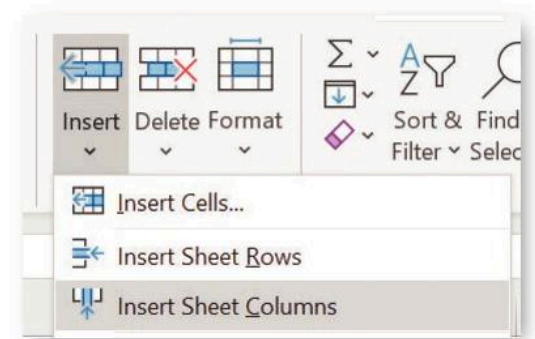 Insert Delete Format
Sort & Find
Filter Selec
Insert Cells...
Insert Sheet Rows
Insert Sheet Columns